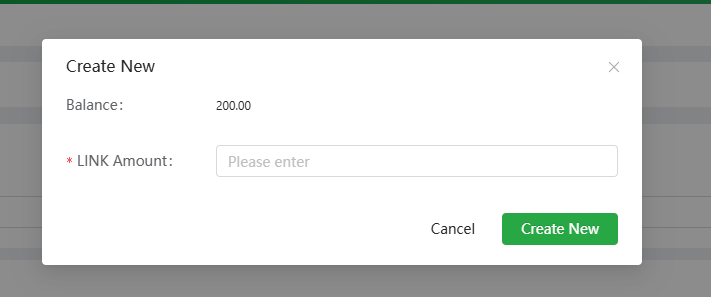 Create New
Balance： 200.00
* LINK Amount： Please enter
Cancel Create New